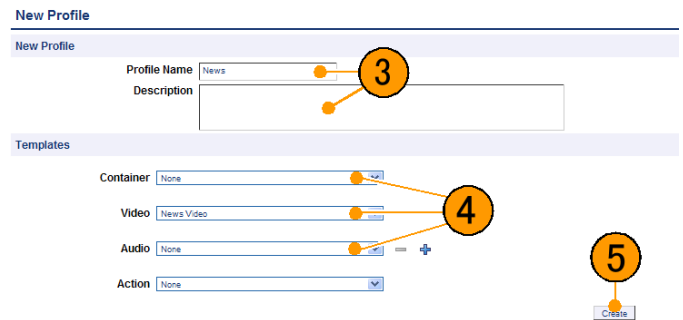 New Profile
New Profile
Profile Name News
3
Description
Templates
Container None
Video News Video
4
Audio None
5
Action None
Create